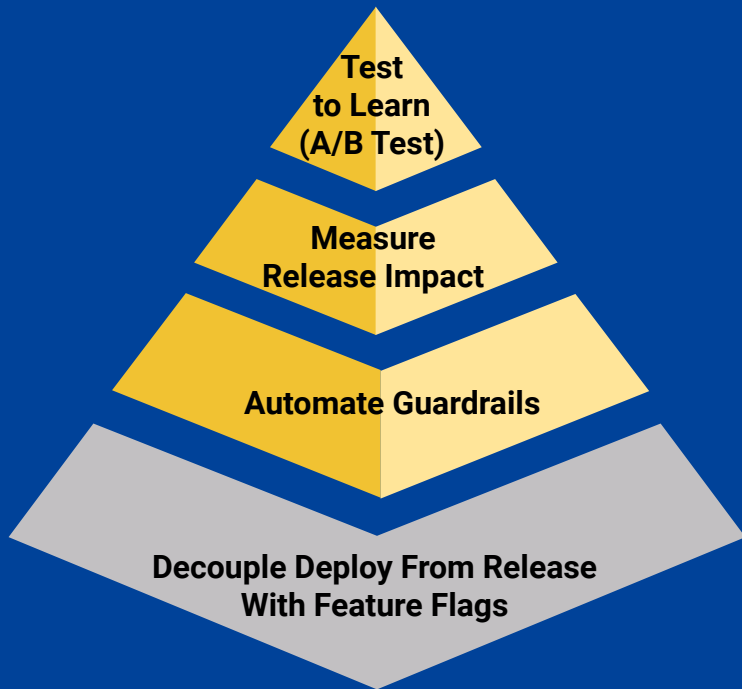 Test
to Learn
(A/B Test)
Measure
Release Impact
Automate Guardrails
Decouple Deploy From Release
With Feature Flags